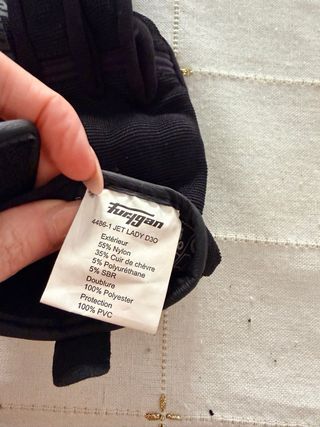 Furygan
4486-1 JET LADY D3O
Extérieur
55% Nylon
35% Cuir de chèvre
5% Polyuréthane
5% SBR
Doublure
100% Polyester
Protection
100% PVC